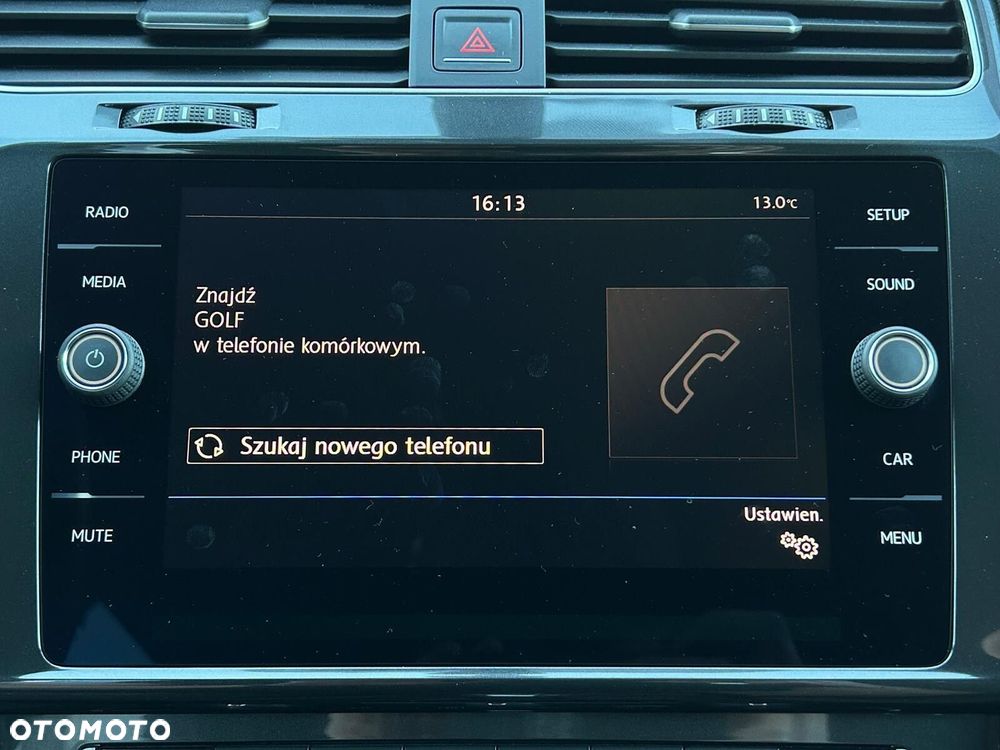 16:13
13.0°C
RADIO
SETUP
MEDIA
SOUND
Znajdź
GOLF
w telefonie komórkowym.
Szukaj nowego telefonu
PHONE
CAR
Ustawien.
MUTE
MENU
OTOMOTO